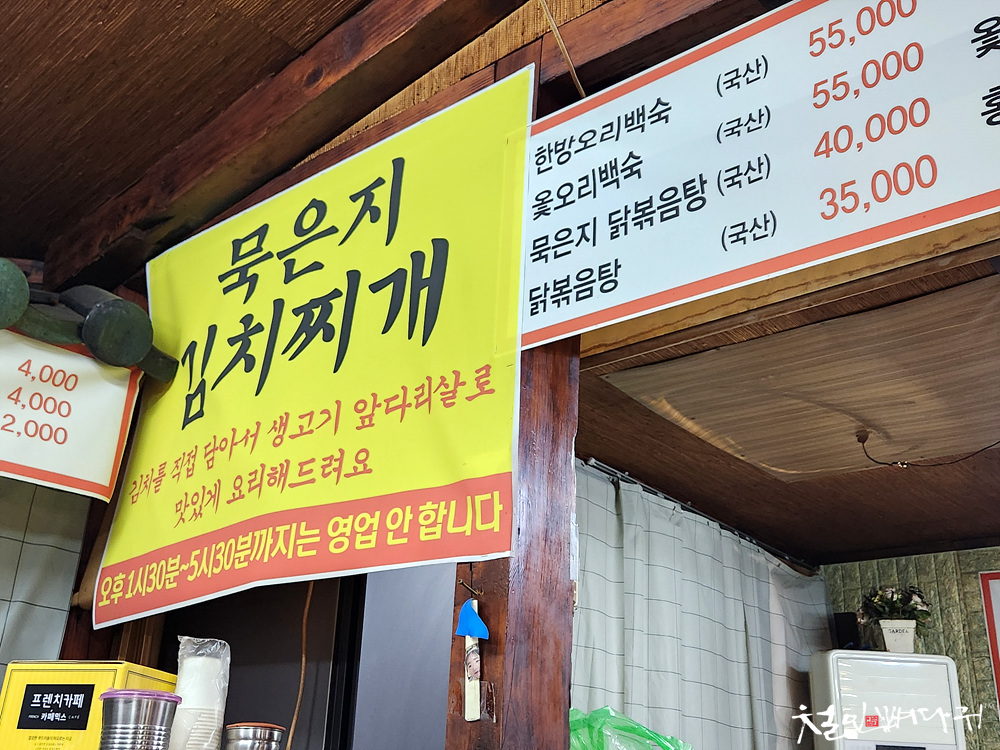 묵은지
김치찌개
김치를 직접 담아서 생고기 앞다리살로
맛있게 요리해드려요
오후 1시30분~5시30분까지는 영업 안 합니다
한방오리백숙 (국산) 55,000
옻오리백숙 (국산) 55,000
묵은지 닭볶음탕 (국산) 40,000
닭볶음탕 (국산) 35,000
옻
4,000
4,000
2,000
프렌치카페
카페믹스
GARDEN